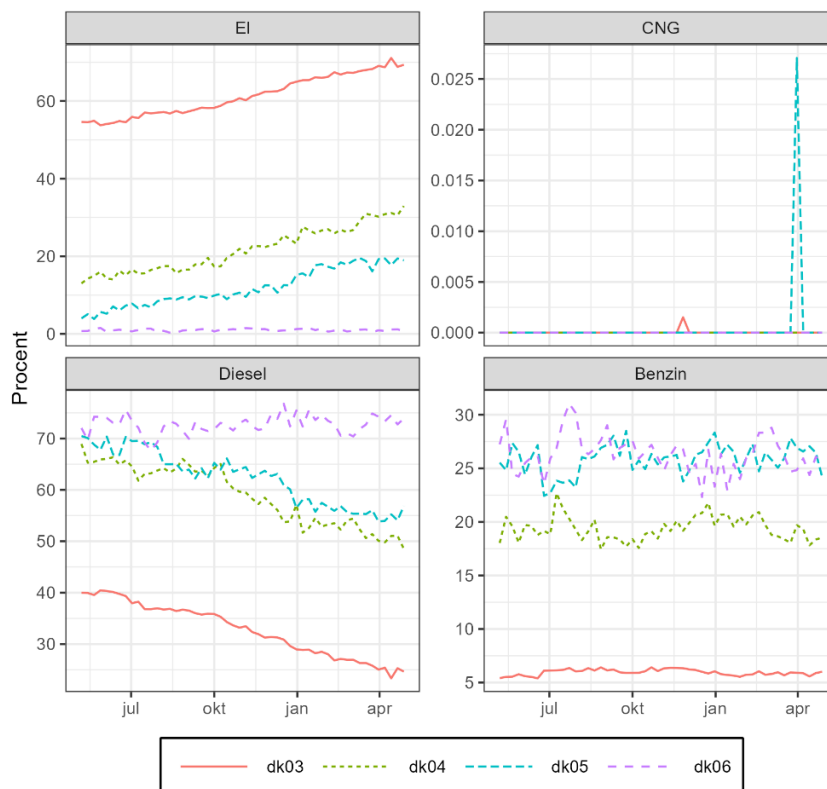 El
CNG
60
40
20
0
0.025
0.020
0.015
0.010
0.005
0.000
Procent
Diesel
Benzin
70
60
50
40
30
30
25
20
15
10
5
jul
okt
jan
apr
jul
okt
jan
apr
dk03
dk04
dk05
dk06